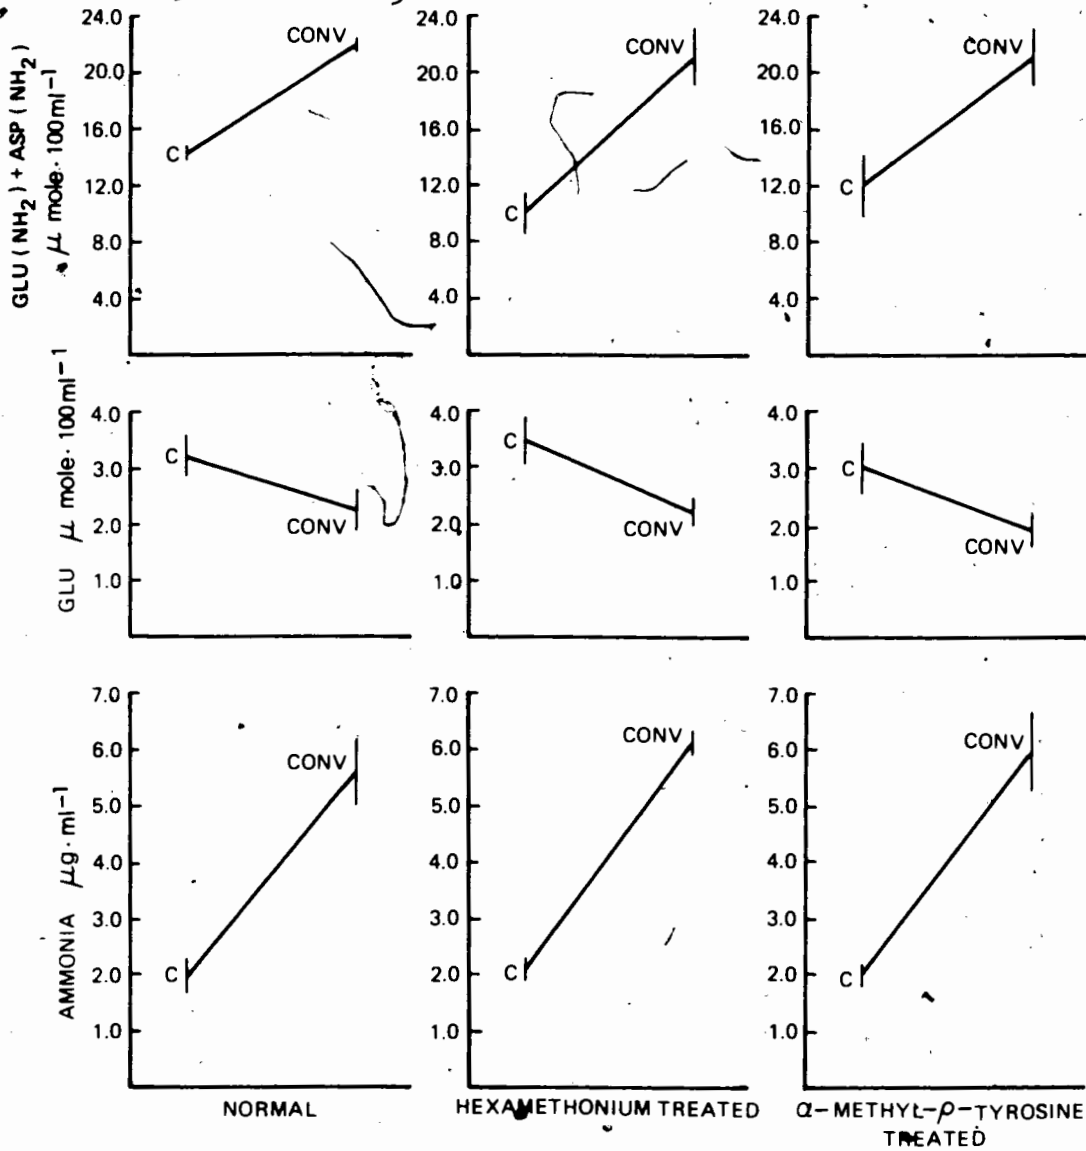 GLU(NH2) + ASP(NH2)
μ mole·100ml−1
24.0
20.0
16.0
12.0
8.0
4.0
C
CONV
24.0
20.0
16.0
12.0
8.0
4.0
C
CONV
24.0
20.0
16.0
12.0
8.0
4.0
C
CONV
GLU μ mole·100ml−1
4.0
3.0
2.0
1.0
C
CONV
4.0
3.0
2.0
1.0
C
CONV
4.0
3.0
2.0
1.0
C
CONV
AMMONIA μg·ml−1
7.0
6.0
5.0
4.0
3.0
2.0
1.0
C
CONV
7.0
6.0
5.0
4.0
3.0
2.0
1.0
C
CONV
7.0
6.0
5.0
4.0
3.0
2.0
1.0
C
CONV
NORMAL
HEXAMETHONIUM TREATED
α-METHYL-ρ-TYROSINE
TREATED